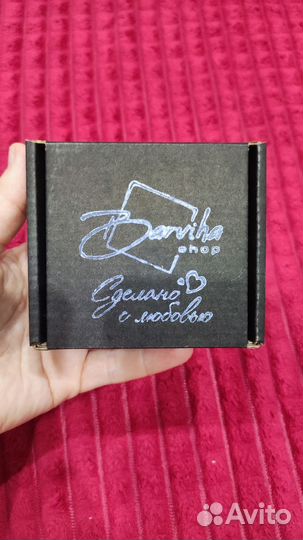 Barviha
shop
Сделано
с любовью
Avito